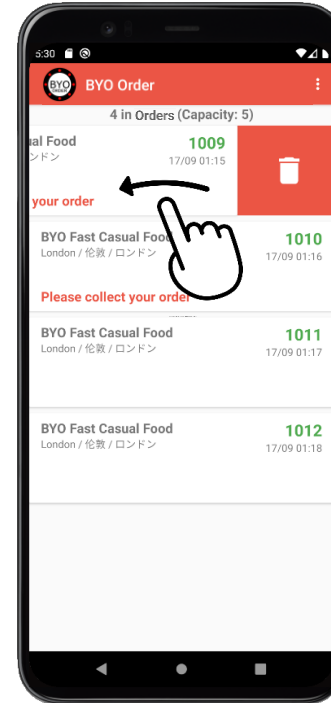 5:30
BYO
ORDER
BYO Order
4 in Orders (Capacity: 5)
ual Food 1009
ンドン 17/09 01:15
your order
BYO Fast Casual Food 1010
London / 伦敦 / ロンドン 17/09 01:16
Please collect your order
BYO Fast Casual Food 1011
London / 伦敦 / ロンドン 17/09 01:17
BYO Fast Casual Food 1012
London / 伦敦 / ロンドン 17/09 01:18